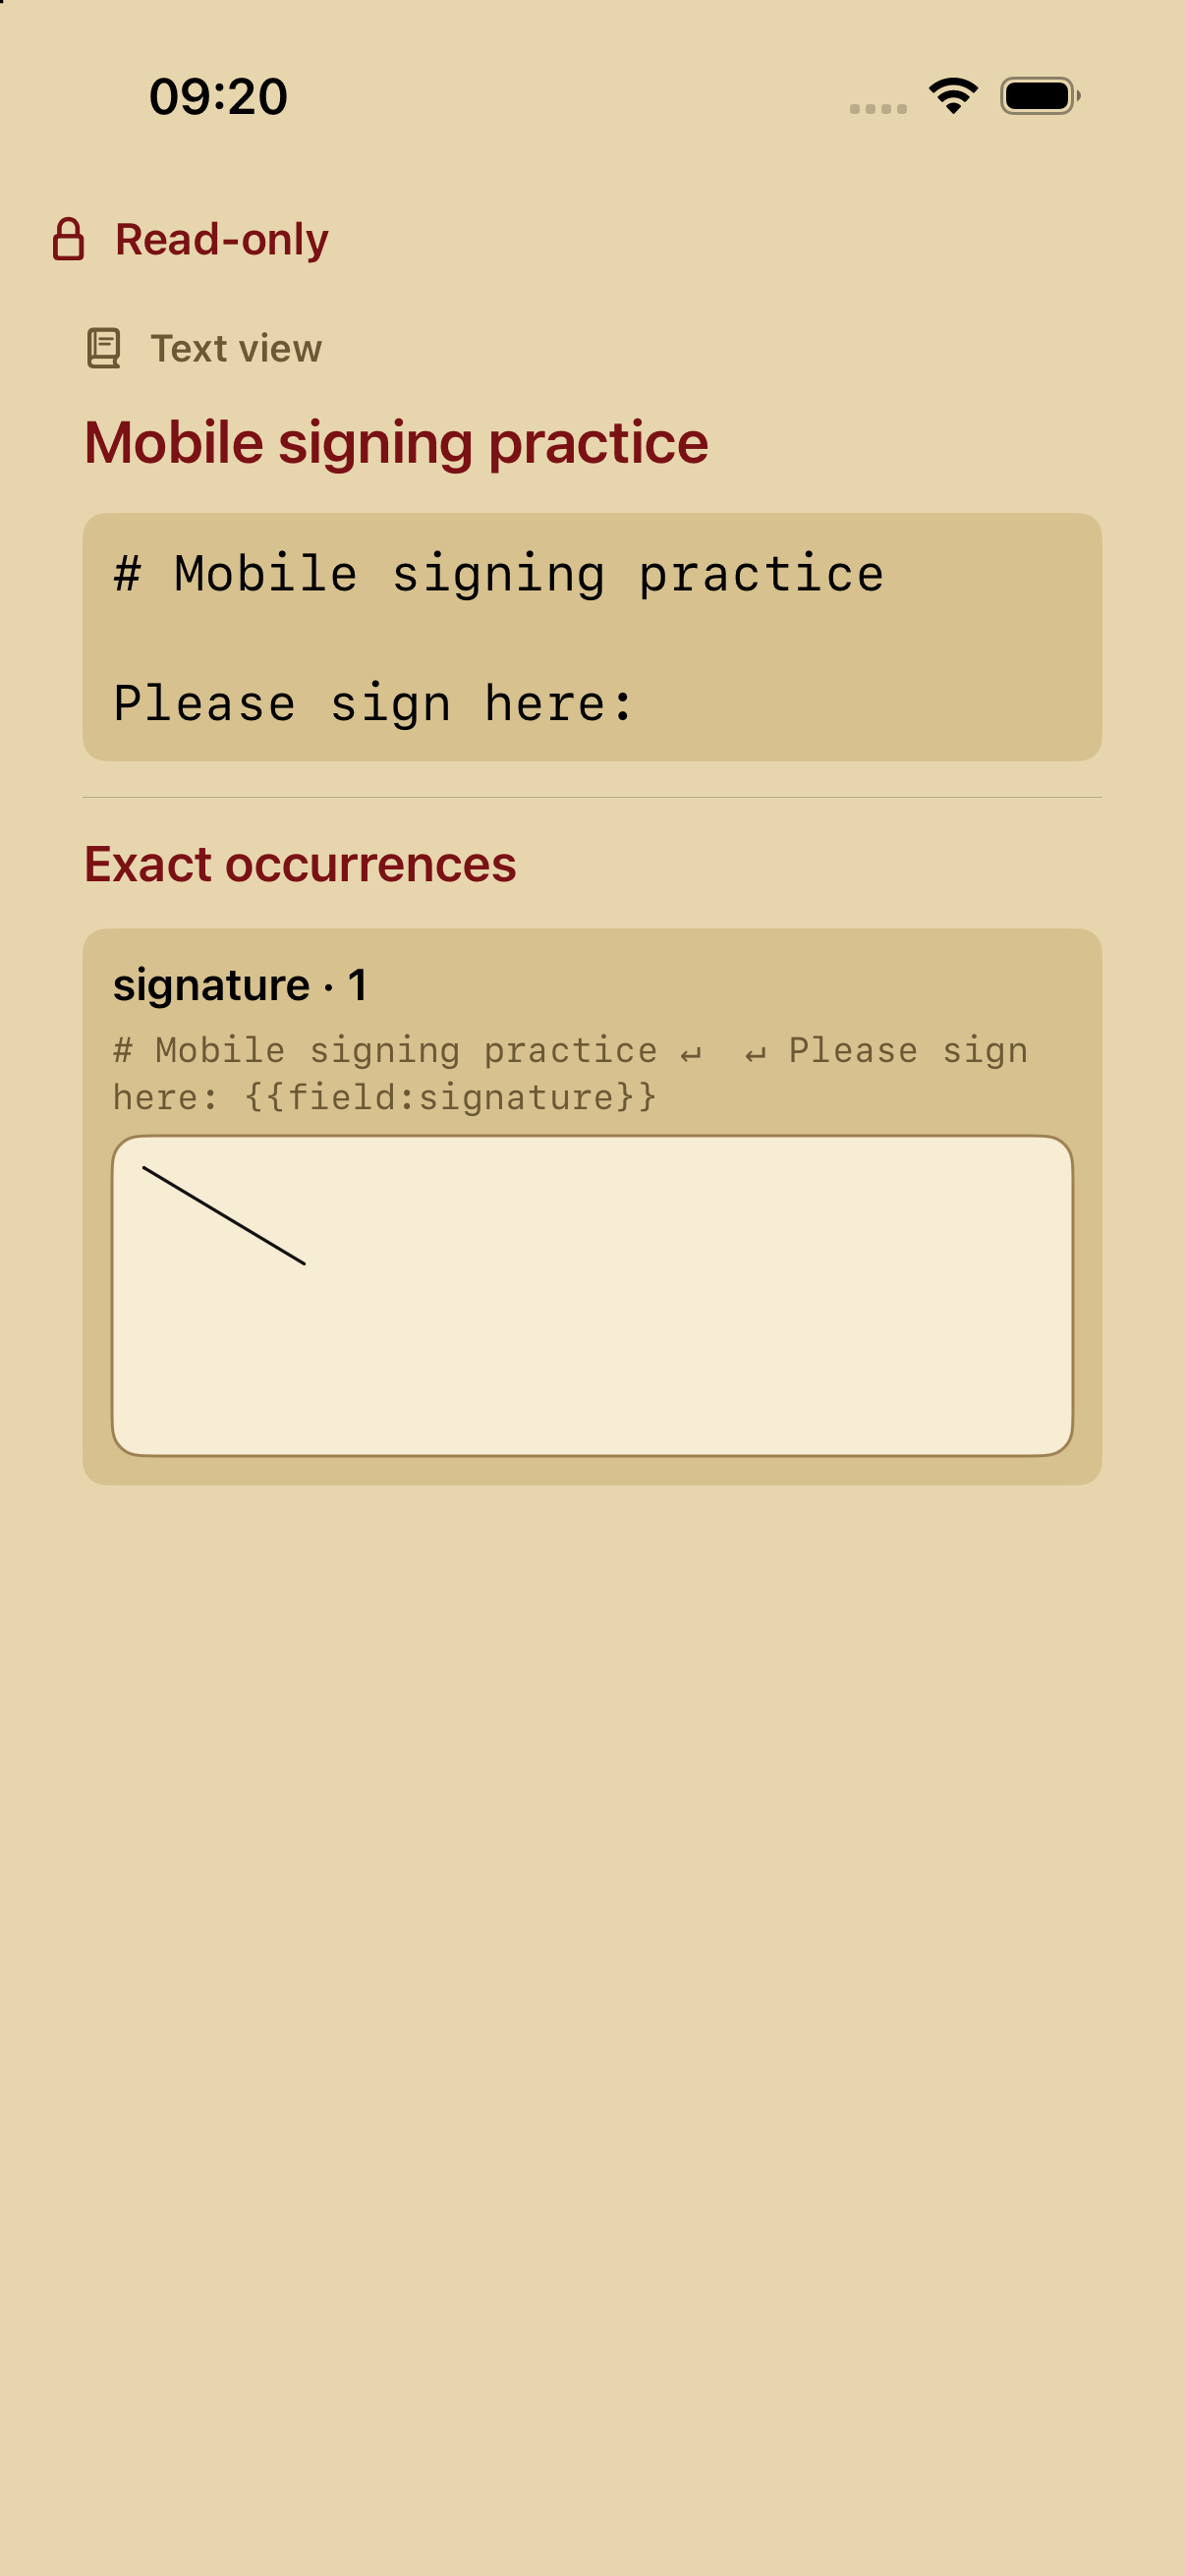 09:20
Read-only
Text view
Mobile signing practice
# Mobile signing practice
Please sign here:
Exact occurrences
signature · 1
# Mobile signing practice ↵  ↵ Please sign
here: {{field:signature}}